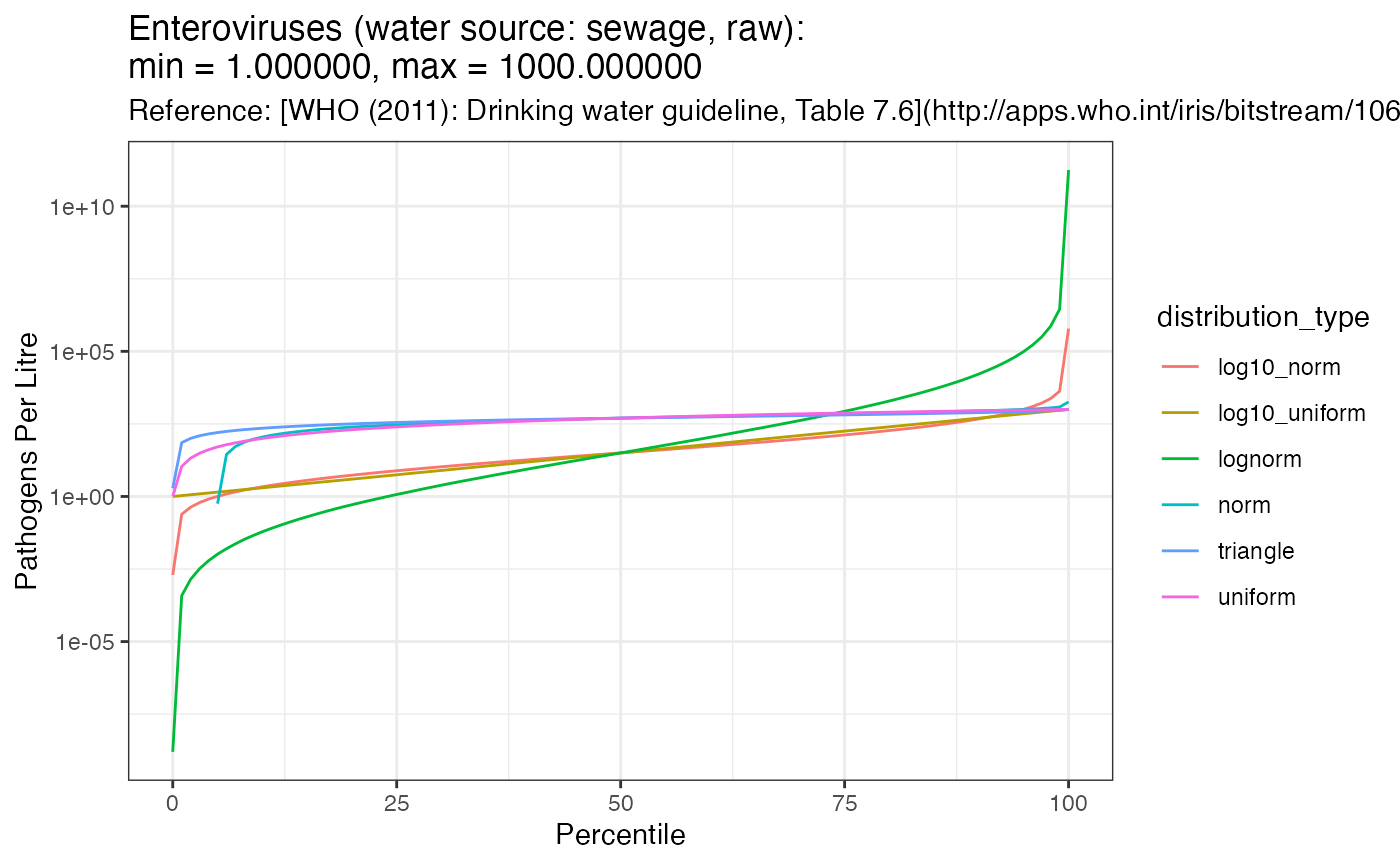 Enteroviruses (water source: sewage, raw):
min = 1.000000, max = 1000.000000
Reference: [WHO (2011): Drinking water guideline, Table 7.6](http://apps.who.int/iris/bitstream/106
Pathogens Per Litre
1e+10
1e+05
1e+00
1e-05
0 25 50 75 100
Percentile
distribution_type
log10_norm
log10_uniform
lognorm
norm
triangle
uniform